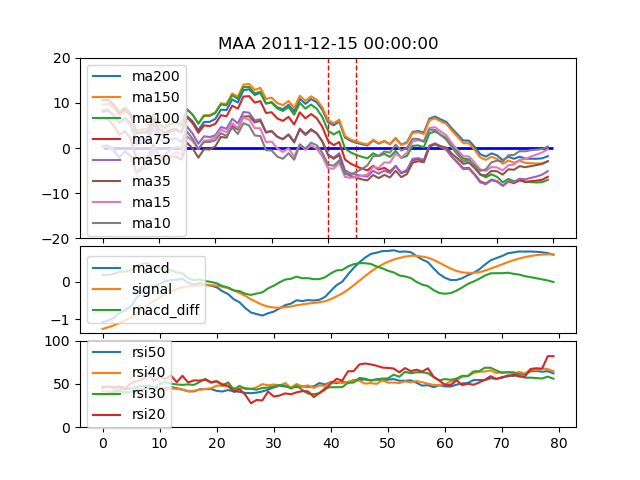 MAA 2011-12-15 00:00:00
20
10
0
−10
−20
ma200
ma150
ma100
ma75
ma50
ma35
ma15
ma10
0
−1
macd
signal
macd_diff
100
50
0
rsi50
rsi40
rsi30
rsi20
0 10 20 30 40 50 60 70 80